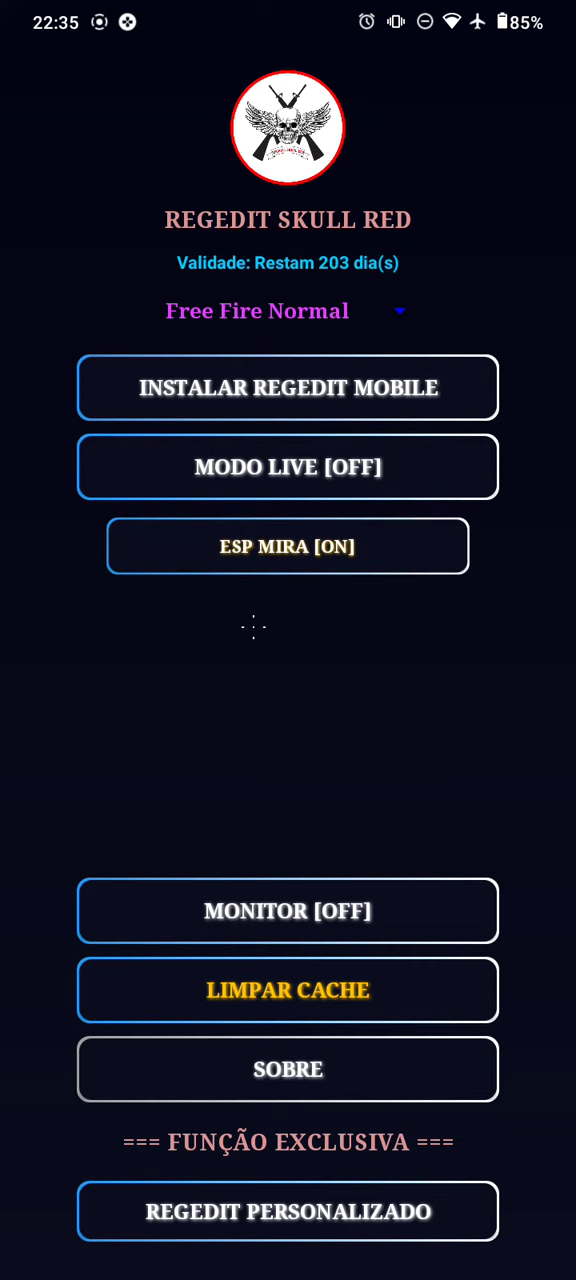 22:35 85%
REGEDIT SKULL RED
Validade: Restam 203 dia(s)
Free Fire Normal
INSTALAR REGEDIT MOBILE
MODO LIVE [OFF]
ESP MIRA [ON]
MONITOR [OFF]
LIMPAR CACHE
SOBRE
=== FUNÇÃO EXCLUSIVA ===
REGEDIT PERSONALIZADO